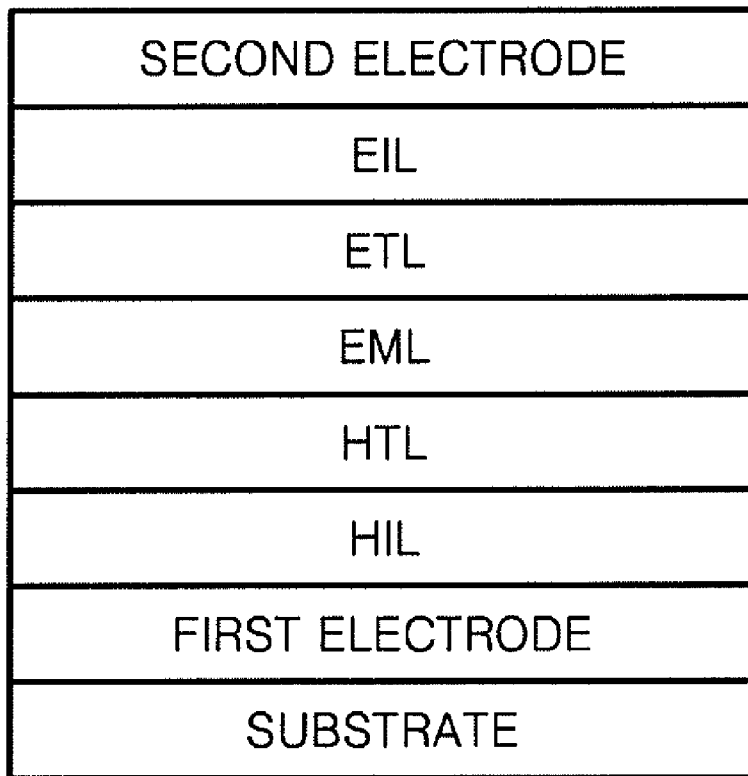 SECOND ELECTRODE
EIL
ETL
EML
HTL
HIL
FIRST ELECTRODE
SUBSTRATE